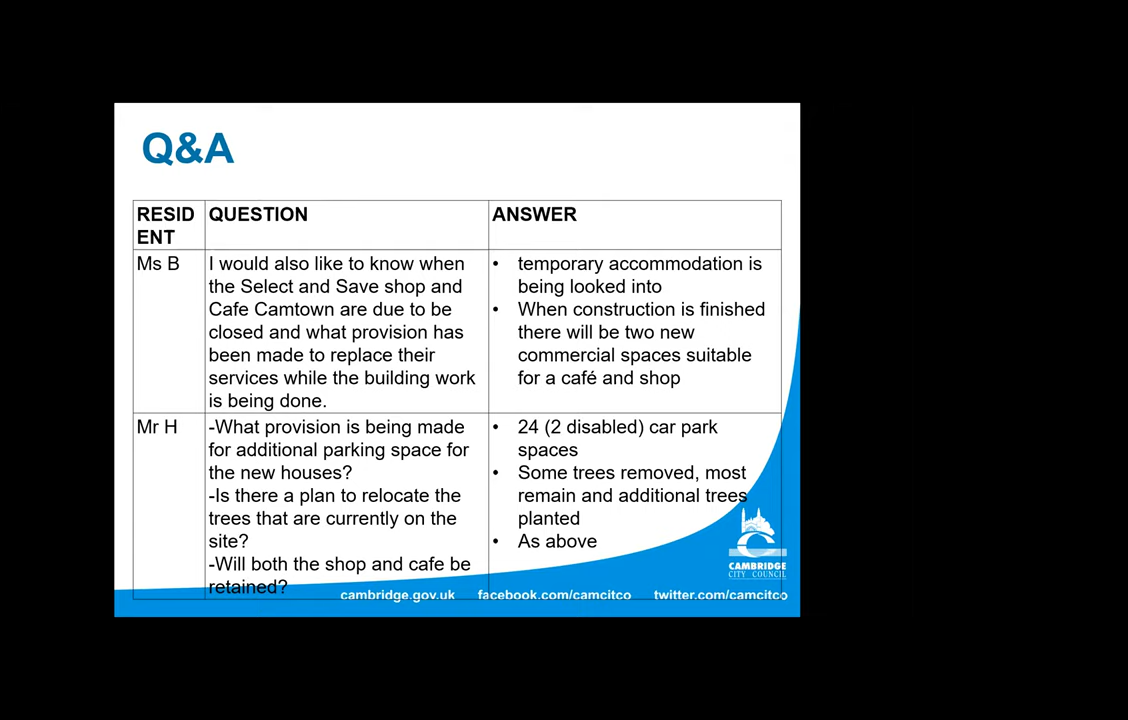 Q&A
RESID
ENT
QUESTION
ANSWER
Ms B
I would also like to know when
the Select and Save shop and
Cafe Camtown are due to be
closed and what provision has
been made to replace their
services while the building work
is being done.
• temporary accommodation is
being looked into
• When construction is finished
there will be two new
commercial spaces suitable
for a café and shop
Mr H
-What provision is being made
for additional parking space for
the new houses?
-Is there a plan to relocate the
trees that are currently on the
site?
-Will both the shop and cafe be
retained?
• 24 (2 disabled) car park
spaces
• Some trees removed, most
remain and additional trees
planted
• As above
CAMBRIDGE
CITY COUNCIL
cambridge.gov.uk facebook.com/camcitco twitter.com/camcitco